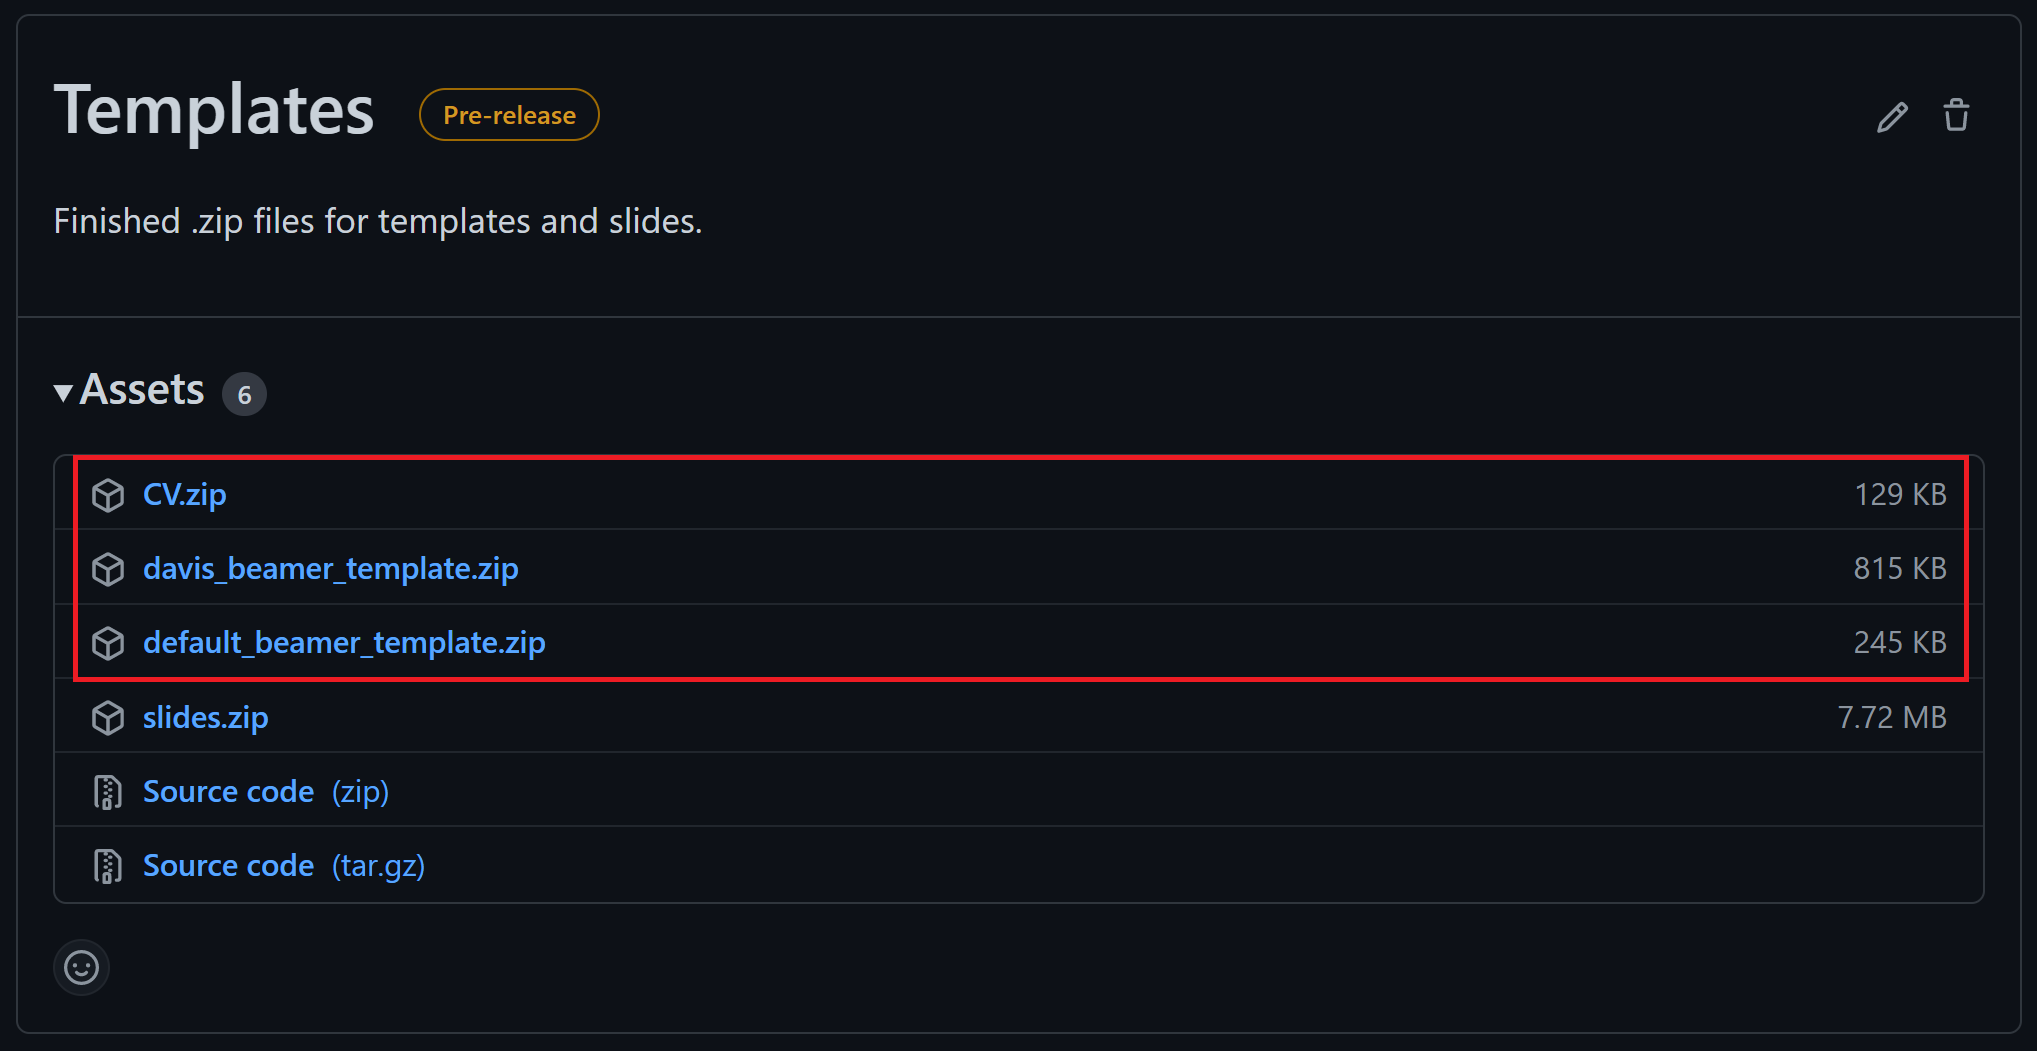 Templates Pre-release
Finished .zip files for templates and slides.
Assets 6
CV.zip 129 KB
davis_beamer_template.zip 815 KB
default_beamer_template.zip 245 KB
slides.zip 7.72 MB
Source code (zip)
Source code (tar.gz)